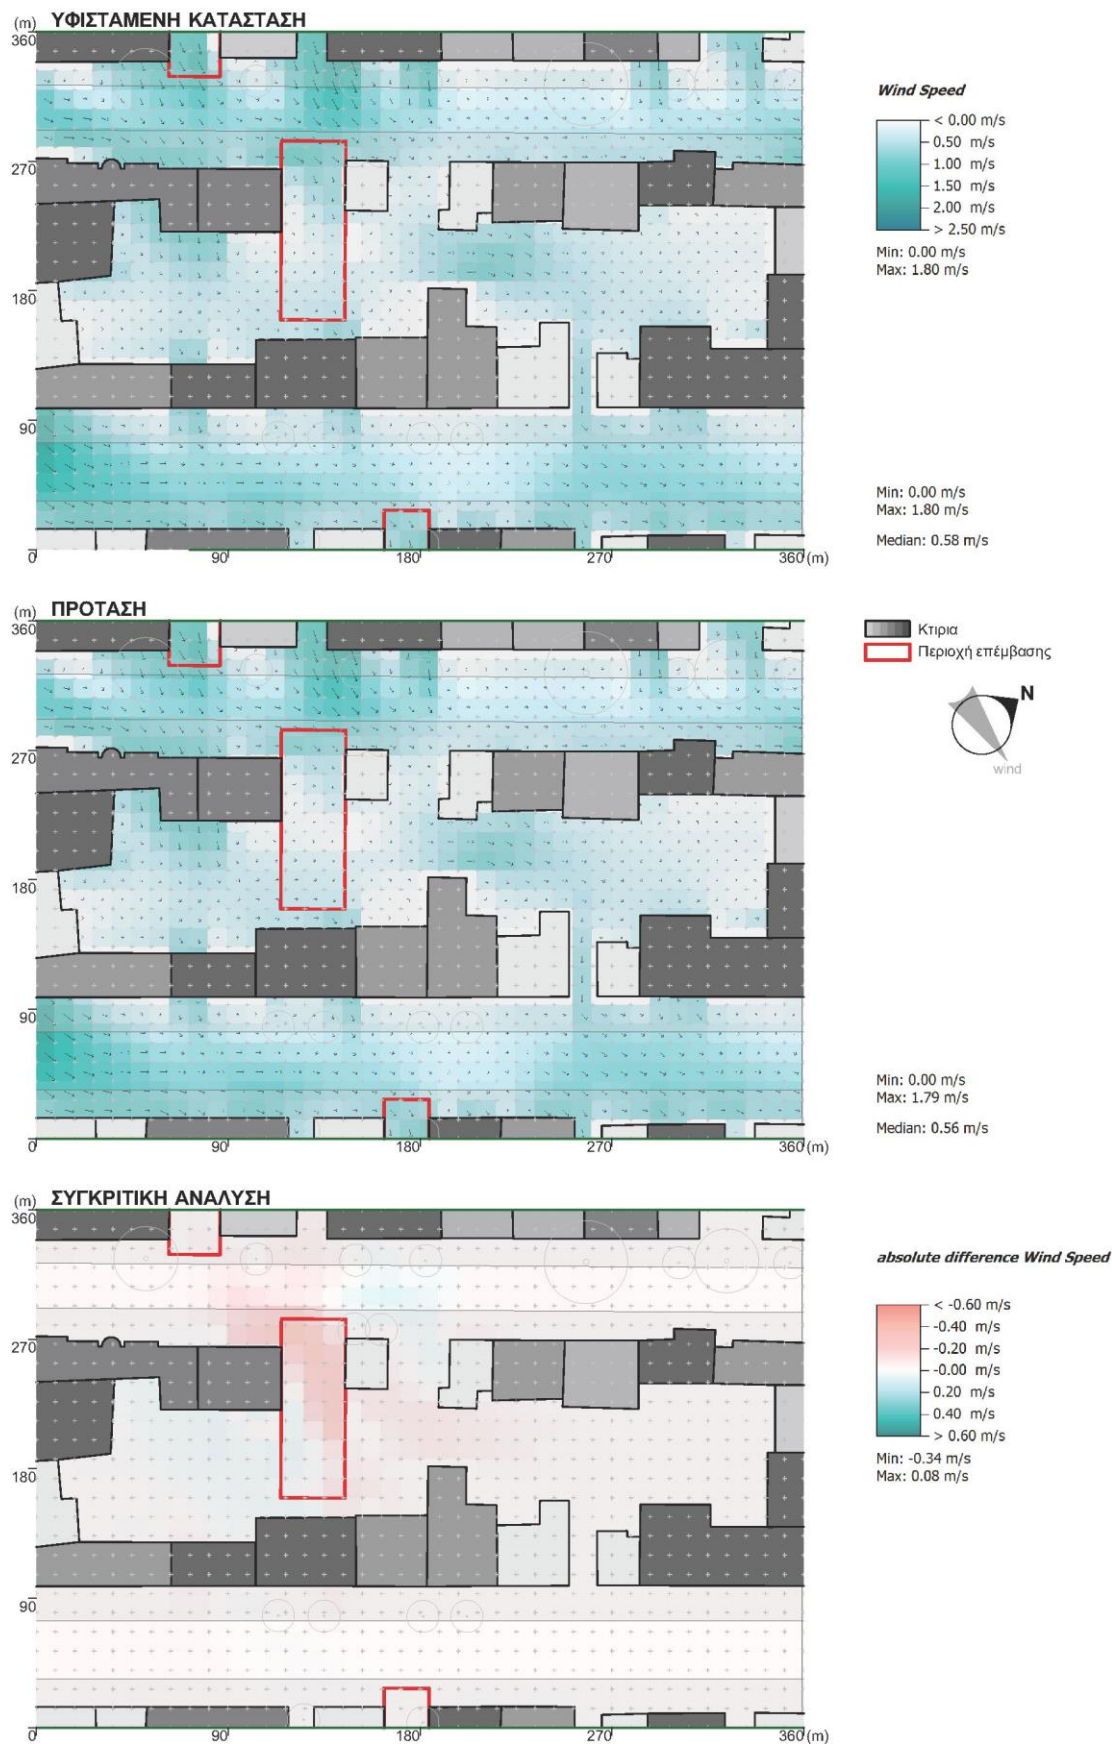 (m) ΥΦΙΣΤΑΜΕΝΗ ΚΑΤΑΣΤΑΣΗ
360
270
180
90
0 90 180 270 360 (m)
Wind Speed
< 0.00 m/s
0.50 m/s
1.00 m/s
1.50 m/s
2.00 m/s
> 2.50 m/s
Min: 0.00 m/s
Max: 1.80 m/s
Min: 0.00 m/s
Max: 1.80 m/s
Median: 0.58 m/s
(m) ΠΡΟΤΑΣΗ
360
270
180
90
0 90 180 270 360 (m)
Κτιρια
Περιοχή επέμβασης
N
wind
Min: 0.00 m/s
Max: 1.79 m/s
Median: 0.56 m/s
(m) ΣΥΓΚΡΙΤΙΚΗ ΑΝΑΛΥΣΗ
360
270
180
90
0 90 180 270 360 (m)
absolute difference Wind Speed
< -0.60 m/s
-0.40 m/s
-0.20 m/s
-0.00 m/s
0.20 m/s
0.40 m/s
> 0.60 m/s
Min: -0.34 m/s
Max: 0.08 m/s